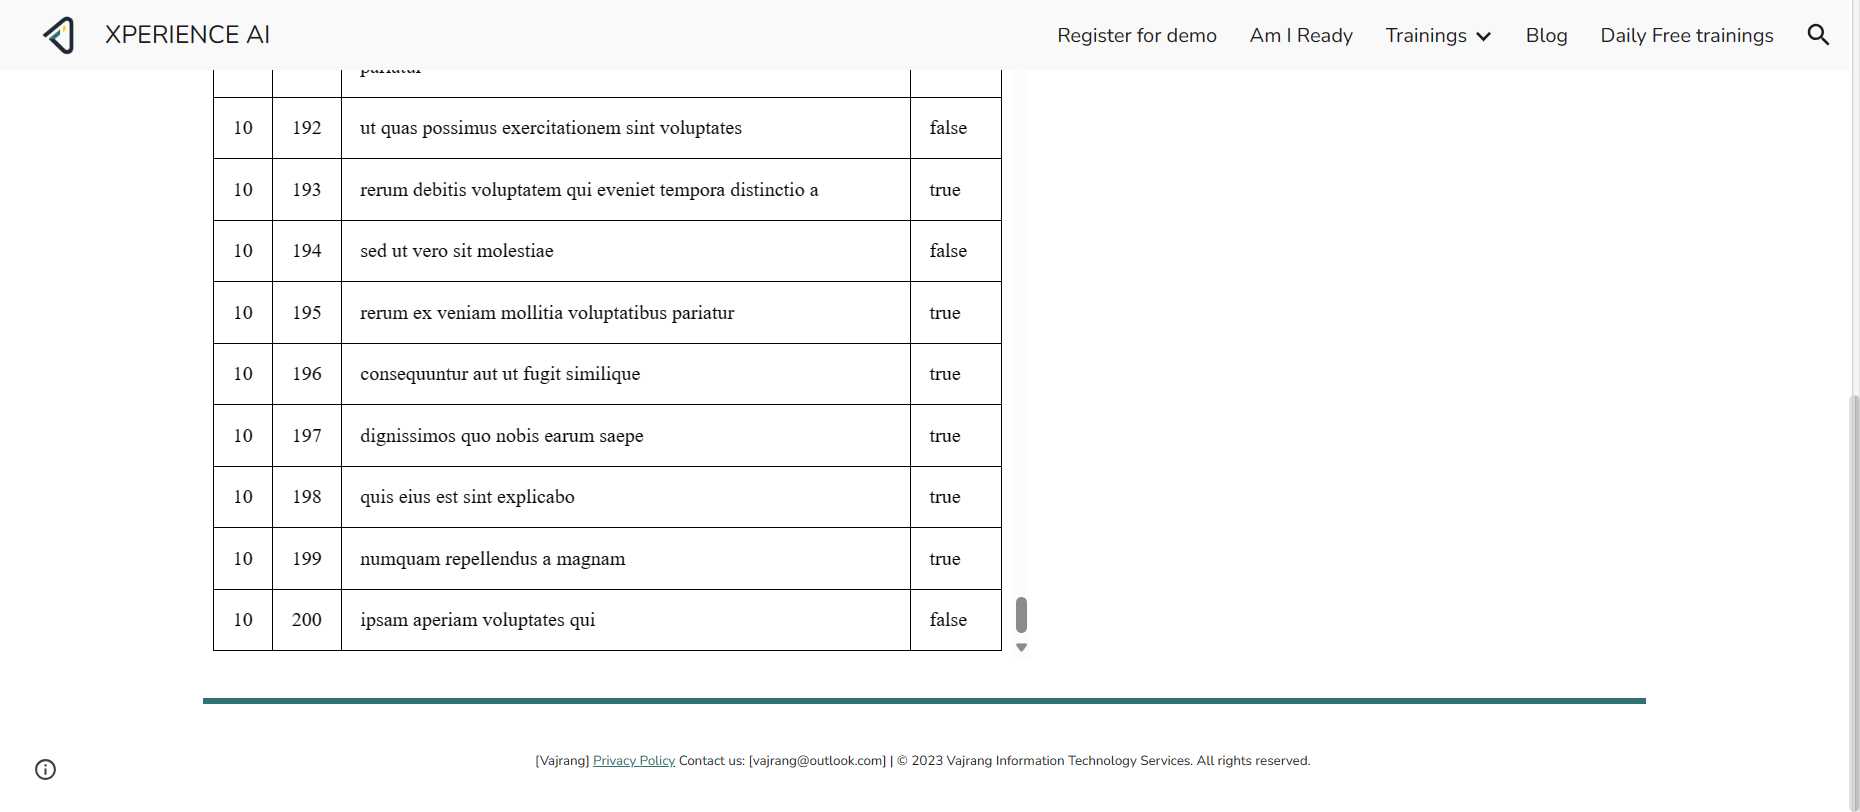 XPERIENCE AI Register for demo Am I Ready Trainings Blog Daily Free trainings
pariatur
10 192 ut quas possimus exercitationem sint voluptates false
10 193 rerum debitis voluptatem qui eveniet tempora distinctio a true
10 194 sed ut vero sit molestiae false
10 195 rerum ex veniam mollitia voluptatibus pariatur true
10 196 consequuntur aut ut fugit similique true
10 197 dignissimos quo nobis earum saepe true
10 198 quis eius est sint explicabo true
10 199 numquam repellendus a magnam true
10 200 ipsam aperiam voluptates qui false
[Vajrang] Privacy Policy Contact us: [vajrang@outlook.com] | © 2023 Vajrang Information Technology Services. All rights reserved.